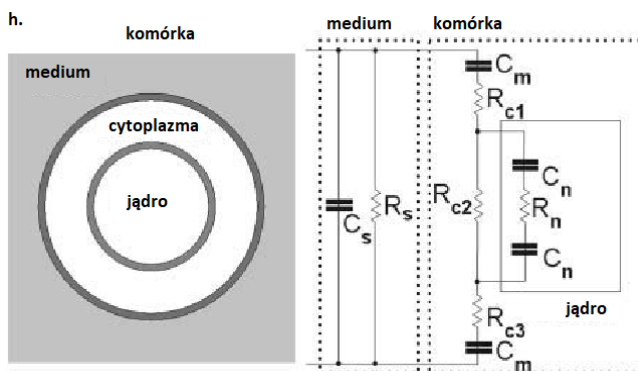 h.
komórka
medium
cytoplazma
jądro
medium
komórka
Cm
Rc1
Cn
Rn
Cn
Rc2
Cs
Rs
jądro
Rc3
Cm